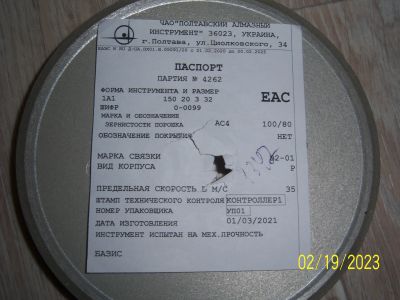 ЧАО"ПОЛТАВСКИЙ АЛМАЗНЫЙ
ИНСТРУМЕНТ" 36023, УКРАИНА,
г.Полтава, ул.Циолковского, 34
ПАСПОРТ
ПАРТИЯ № 4262
ФОРМА ИНСТРУМЕНТА И РАЗМЕР
1А1 150 20 3 32 EAC
ШИФР 0-0099
МАРКА И ОБОЗНАЧЕНИЕ
ЗЕРНИСТОСТИ ПОРОШКА АС4 100/80
ОБОЗНАЧЕНИЕ ПОКРЫТИЯ НЕТ
МАРКА СВЯЗКИ В2-01
ВИД КОРПУСА Р
ПРЕДЕЛЬНАЯ СКОРОСТЬ В М/С 35
ШТАМП ТЕХНИЧЕСКОГО КОНТРОЛЯ КОНТРОЛЛЕР1
НОМЕР УПАКОВЩИКА УП01
ДАТА ИЗГОТОВЛЕНИЯ 01/03/2021
ИНСТРУМЕНТ ИСПЫТАН НА МЕХ.ПРОЧНОСТЬ
БАЗИС
02/19/2023